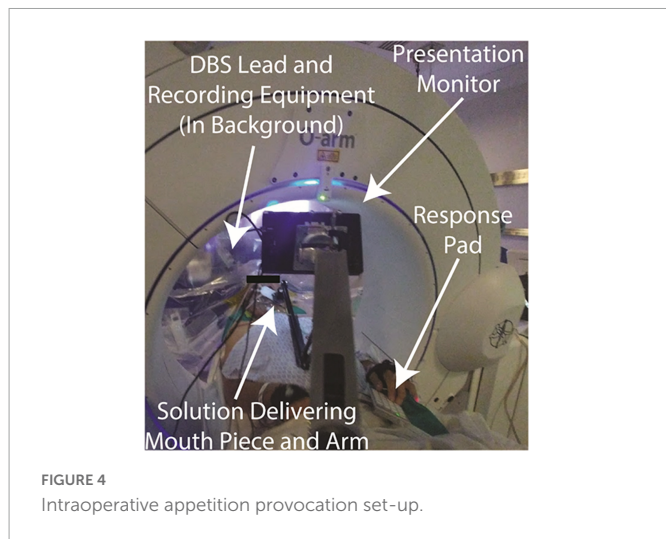 DBS Lead and
Recording Equipment
(In Background)
Presentation
Monitor
O-arm
Response
Pad
Solution Delivering
Mouth Piece and Arm
FIGURE 4
Intraoperative appetition provocation set-up.